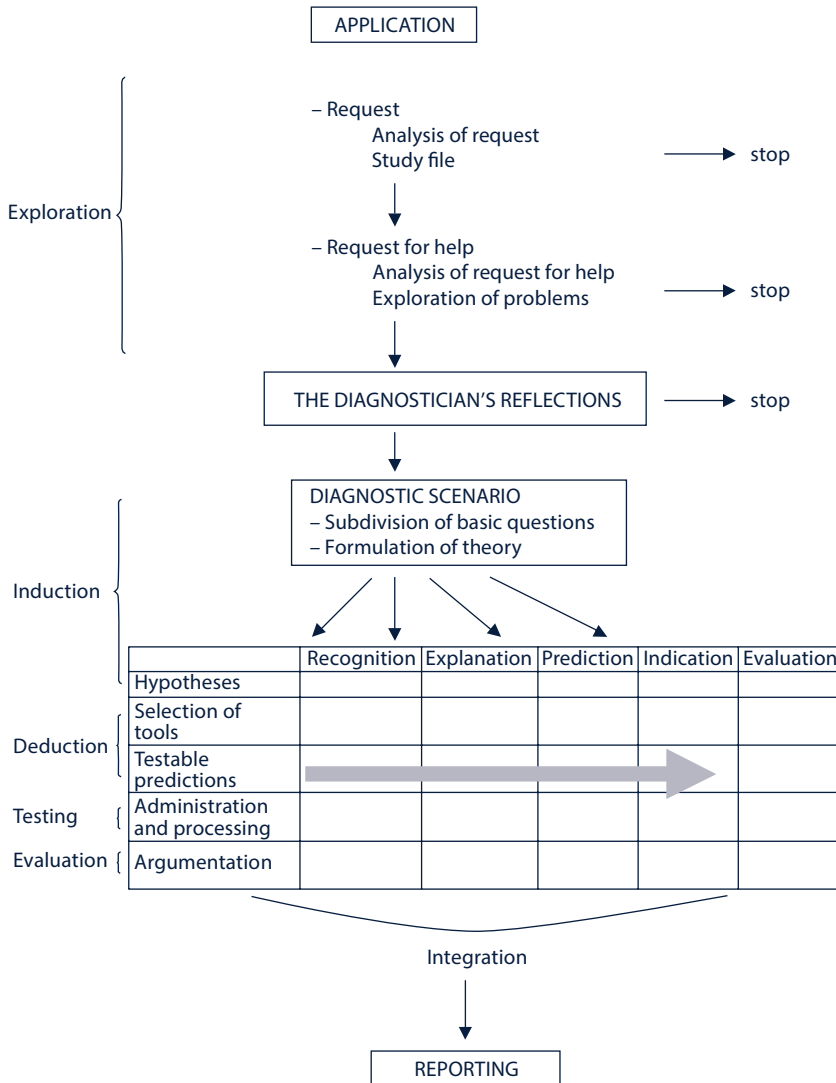 APPLICATION
– Request
Analysis of request
Study file
stop
Exploration
– Request for help
Analysis of request for help
Exploration of problems
stop
THE DIAGNOSTICIAN'S REFLECTIONS
stop
DIAGNOSTIC SCENARIO
– Subdivision of basic questions
– Formulation of theory
Induction
Recognition Explanation Prediction Indication Evaluation
Hypotheses
Deduction
Selection of
tools
Testable
predictions
Testing
Administration
and processing
Evaluation
Argumentation
Integration
REPORTING